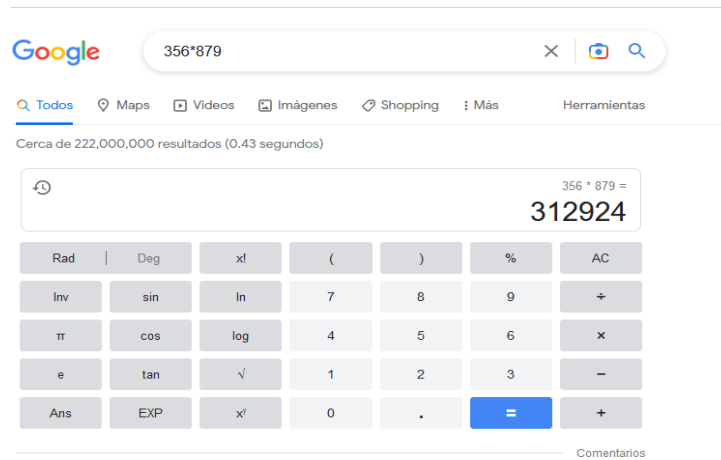 Google
356*879
Todos Maps Videos Imágenes Shopping Más Herramientas
Cerca de 222,000,000 resultados (0.43 segundos)
356 * 879 =
312924
Rad | Deg x! ( ) % AC
Inv sin ln 7 8 9 ÷
π cos log 4 5 6 ×
e tan √ 1 2 3 −
Ans EXP xʸ 0 . = +
Comentarios